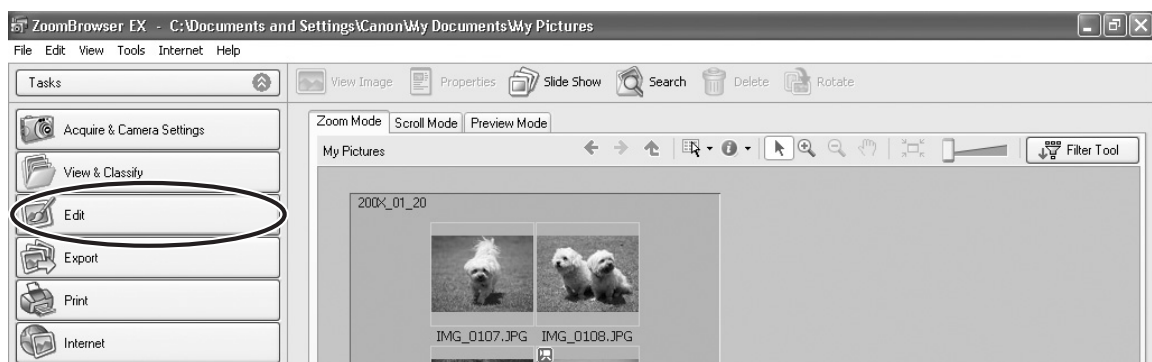 ZoomBrowser EX - C:\Documents and Settings\Canon\My Documents\My Pictures
File Edit View Tools Internet Help
Tasks
View Image Properties Slide Show Search Delete Rotate
Acquire & Camera Settings
View & Classify
Edit
Export
Print
Internet
Zoom Mode Scroll Mode Preview Mode
My Pictures
Filter Tool
200X_01_20
IMG_0107.JPG IMG_0108.JPG